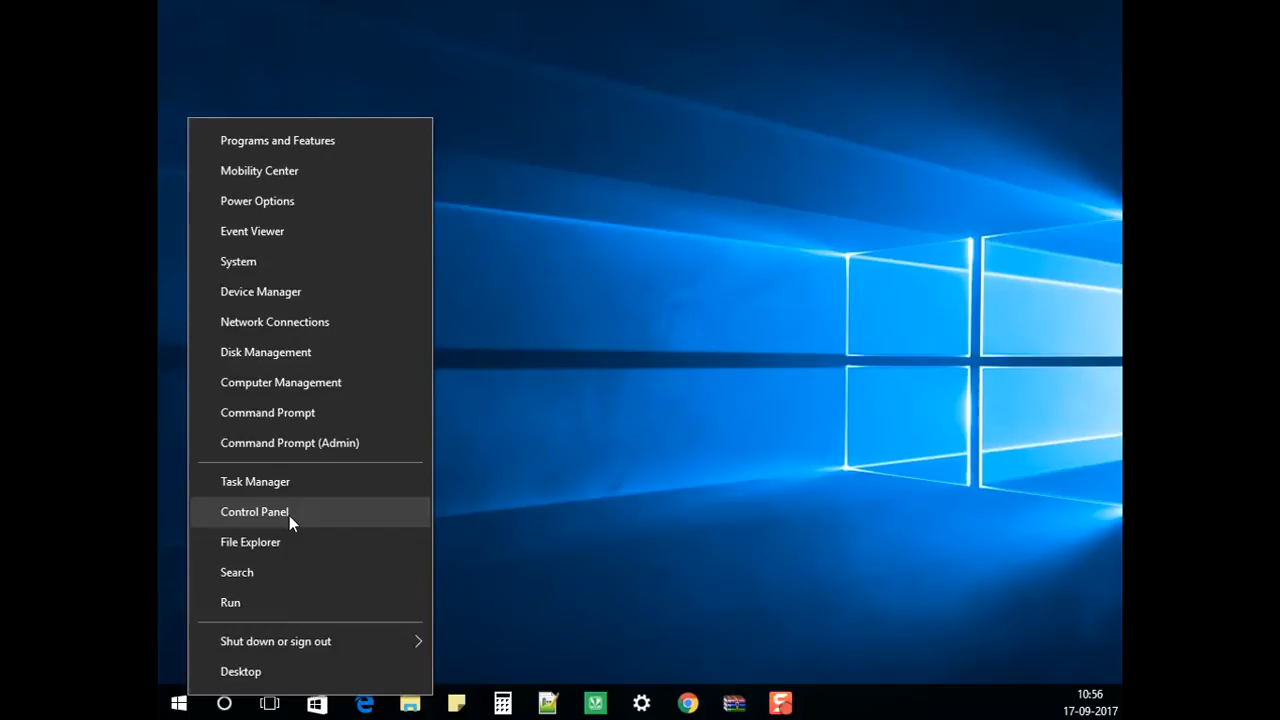 Programs and Features
Mobility Center
Power Options
Event Viewer
System
Device Manager
Network Connections
Disk Management
Computer Management
Command Prompt
Command Prompt (Admin)
Task Manager
Control Panel
File Explorer
Search
Run
Shut down or sign out
Desktop
10:56
17-09-2017